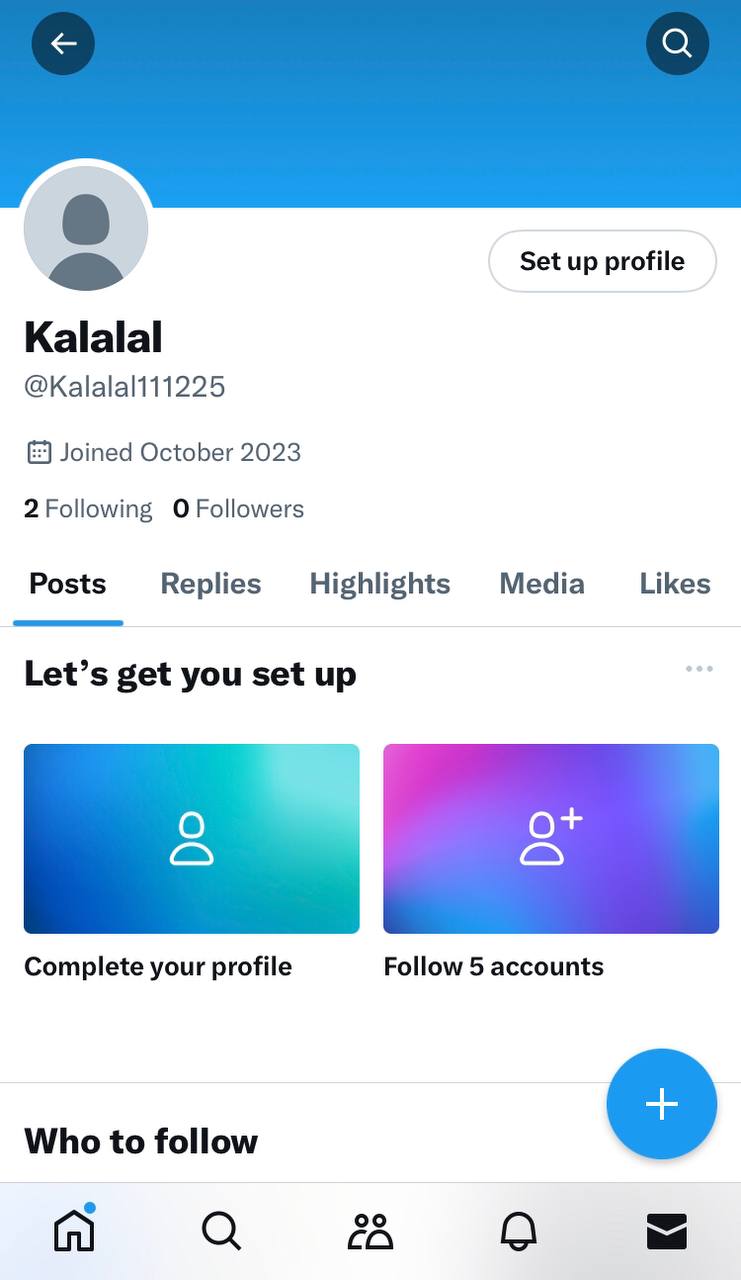 Set up profile
Kalalal
@Kalalal111225
Joined October 2023
2 Following 0 Followers
Posts Replies Highlights Media Likes
Let’s get you set up
Complete your profile Follow 5 accounts
Who to follow